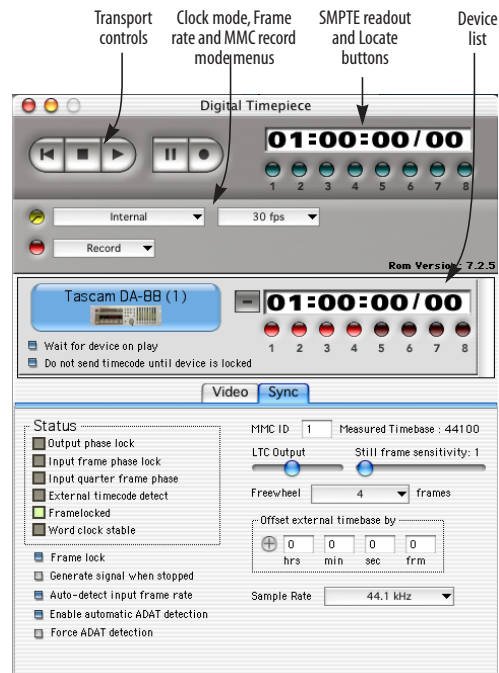 Transport controls
Clock mode, Frame rate and MMC record mode menus
SMPTE readout and Locate buttons
Device list
Digital Timepiece
01:00:00/00
1 2 3 4 5 6 7 8
Internal
30 fps
Record
Rom Version: 7.2.5
Tascam DA-88 (1)
01:00:00/00
1 2 3 4 5 6 7 8
Wait for device on play
Do not send timecode until device is locked
Video
Sync
Status
Output phase lock
Input frame phase lock
Input quarter frame phase
External timecode detect
Framelocked
Word clock stable
Frame lock
Generate signal when stopped
Auto-detect input frame rate
Enable automatic ADAT detection
Force ADAT detection
MMC ID 1 Measured Timebase : 44100
LTC Output Still frame sensitivity: 1
Freewheel 4 frames
Offset external timebase by
0 0 0 0
hrs min sec frm
Sample Rate 44.1 kHz